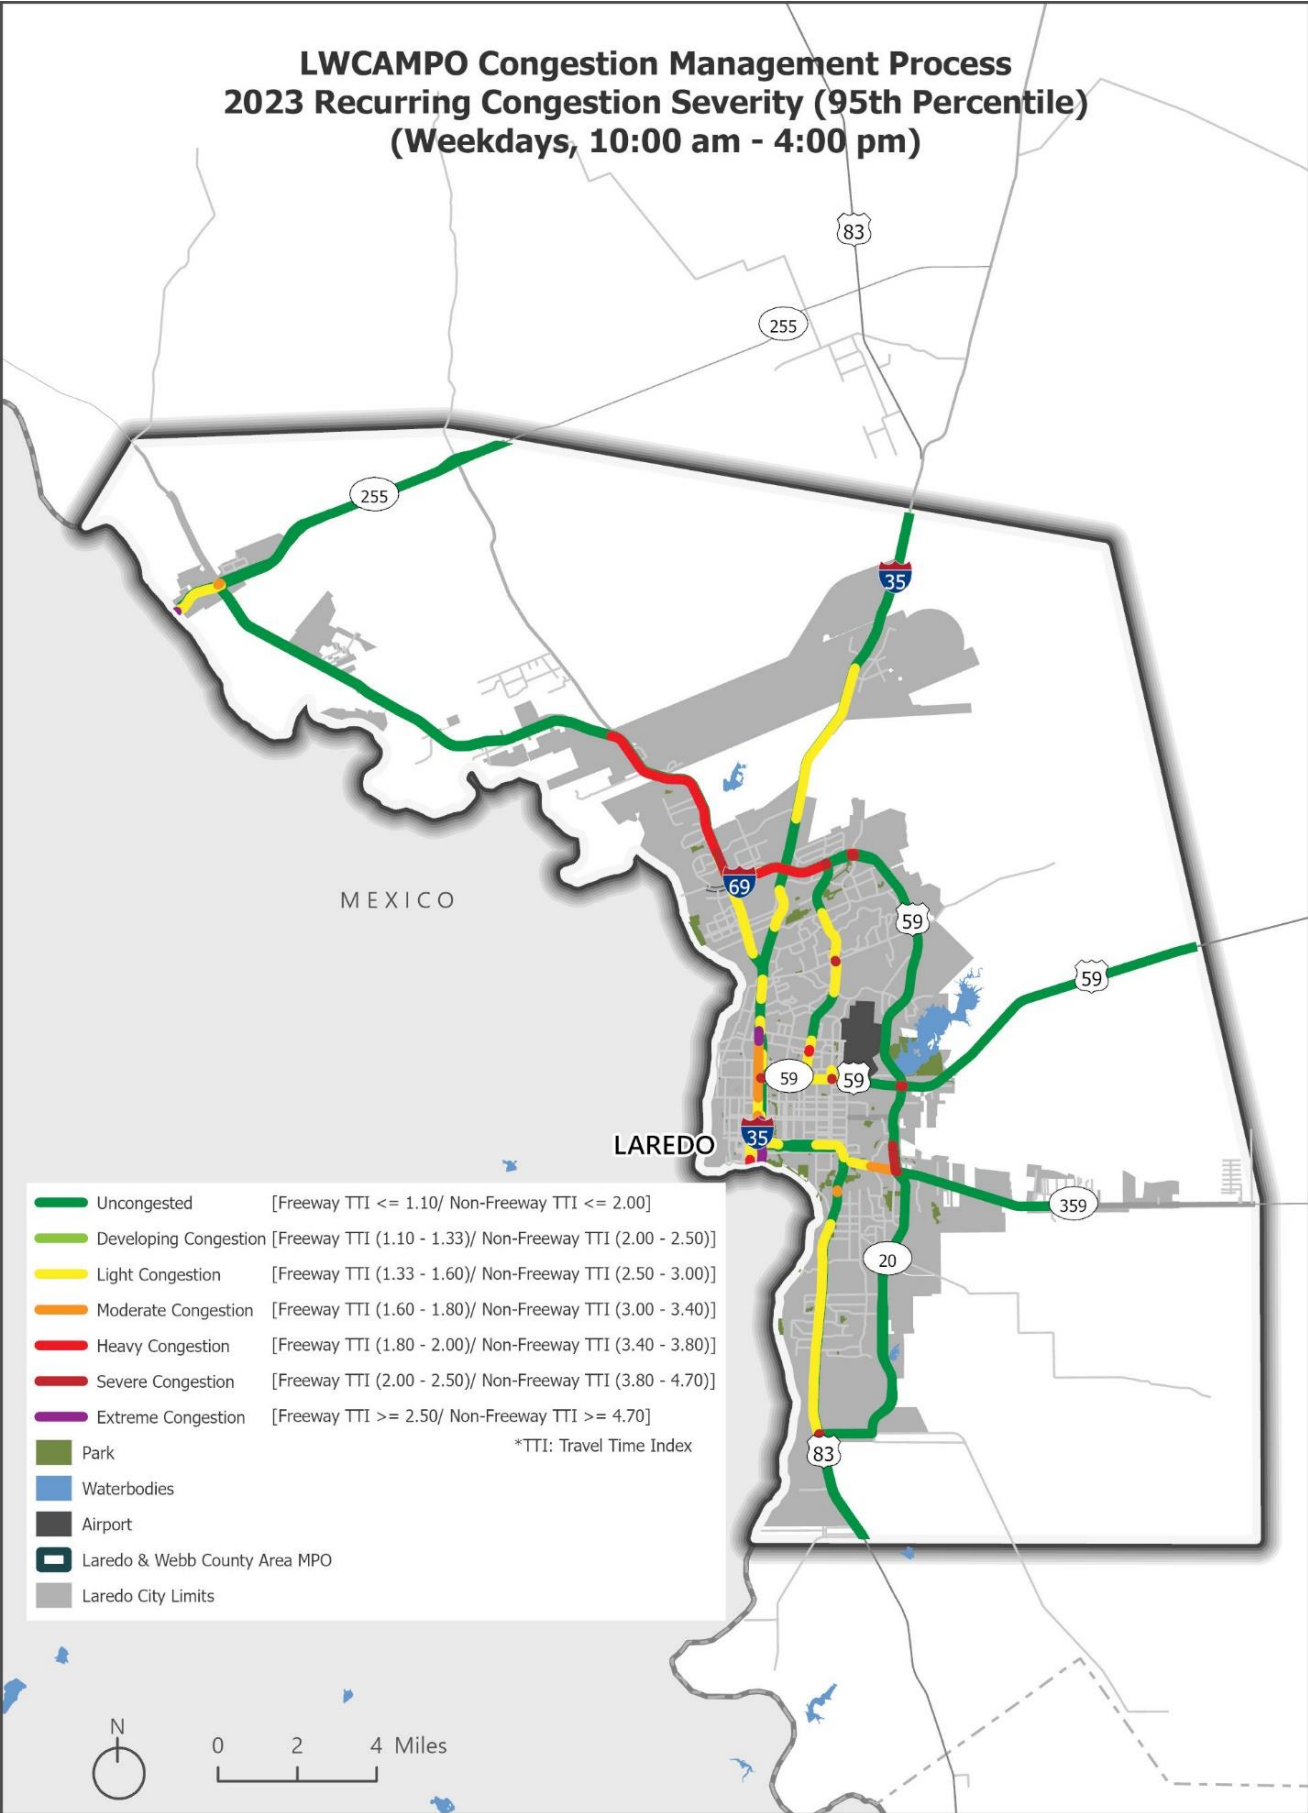 LWCAMPO Congestion Management Process
2023 Recurring Congestion Severity (95th Percentile)
(Weekdays, 10:00 am - 4:00 pm)
83
255
255
35
MEXICO
69
59
59
59
59
LAREDO
35
359
20
83
Uncongested [Freeway TTI <= 1.10/ Non-Freeway TTI <= 2.00]
Developing Congestion [Freeway TTI (1.10 - 1.33)/ Non-Freeway TTI (2.00 - 2.50)]
Light Congestion [Freeway TTI (1.33 - 1.60)/ Non-Freeway TTI (2.50 - 3.00)]
Moderate Congestion [Freeway TTI (1.60 - 1.80)/ Non-Freeway TTI (3.00 - 3.40)]
Heavy Congestion [Freeway TTI (1.80 - 2.00)/ Non-Freeway TTI (3.40 - 3.80)]
Severe Congestion [Freeway TTI (2.00 - 2.50)/ Non-Freeway TTI (3.80 - 4.70)]
Extreme Congestion [Freeway TTI >= 2.50/ Non-Freeway TTI >= 4.70]
*TTI: Travel Time Index
Park
Waterbodies
Airport
Laredo & Webb County Area MPO
Laredo City Limits
N
0 2 4 Miles